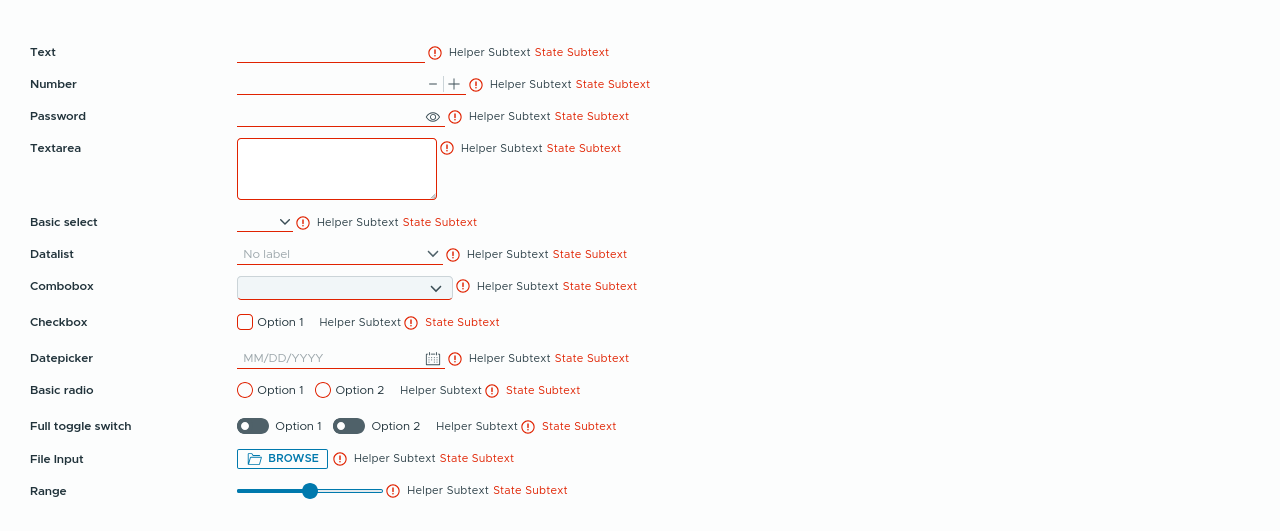 Text Helper Subtext State Subtext
Number Helper Subtext State Subtext
Password Helper Subtext State Subtext
Textarea Helper Subtext State Subtext
Basic select Helper Subtext State Subtext
Datalist No label Helper Subtext State Subtext
Combobox Helper Subtext State Subtext
Checkbox Option 1 Helper Subtext State Subtext
Datepicker MM/DD/YYYY Helper Subtext State Subtext
Basic radio Option 1 Option 2 Helper Subtext State Subtext
Full toggle switch Option 1 Option 2 Helper Subtext State Subtext
File Input BROWSE Helper Subtext State Subtext
Range Helper Subtext State Subtext